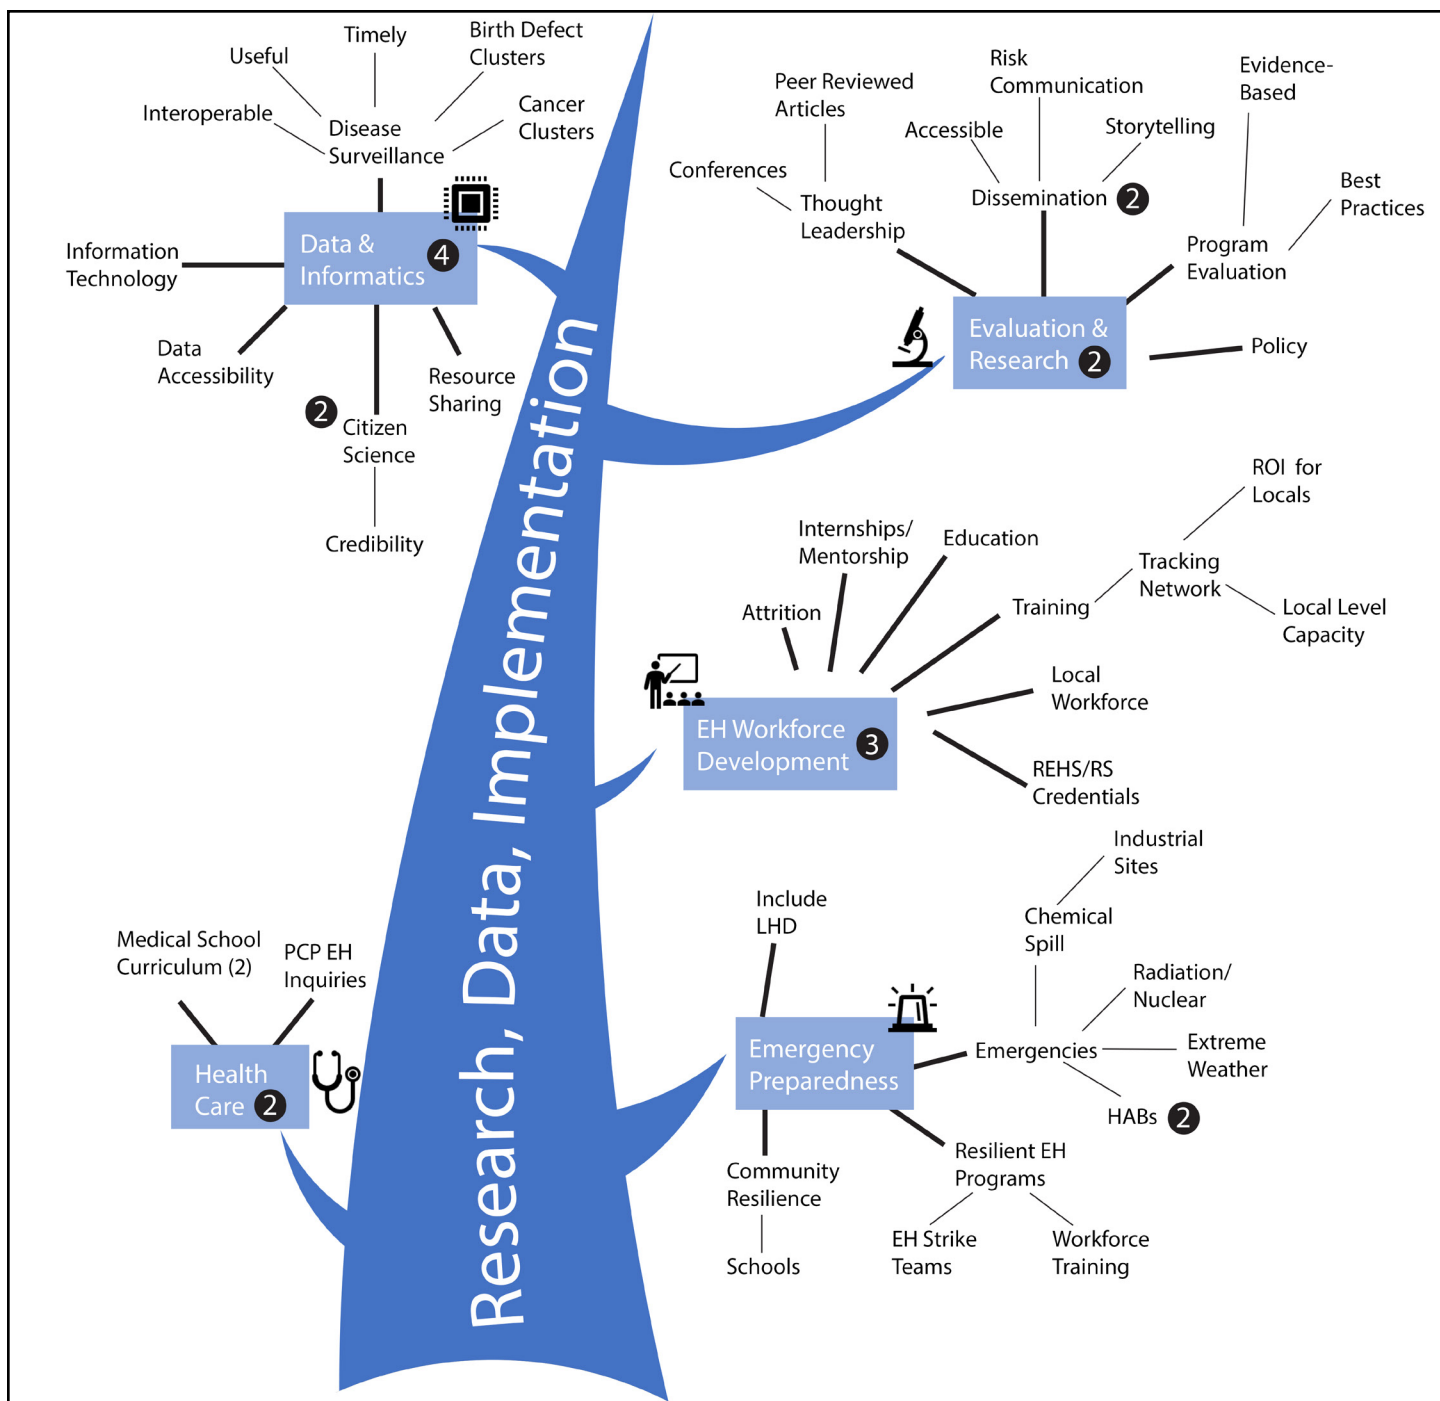 Timely
Birth Defect
Clusters
Useful
Interoperable
Cancer
Clusters
Disease
Surveillance
Data &
Informatics
4
Information
Technology
Data
Accessibility
Resource
Sharing
2
Citizen
Science
Credibility
Risk
Communication
Evidence-
Based
Peer Reviewed
Articles
Accessible
Storytelling
Conferences
Best
Practices
Thought
Leadership
Dissemination 2
Program
Evaluation
Evaluation &
Research 2
Policy
ROI for
Locals
Internships/
Mentorship
Education
Tracking
Network
Attrition
Training
Local Level
Capacity
Local
Workforce
EH Workforce
Development
3
REHS/RS
Credentials
Research, Data, Implementation
Industrial
Sites
Include
LHD
Chemical
Spill
Medical School
Curriculum (2)
PCP EH
Inquiries
Radiation/
Nuclear
Emergency
Preparedness
Emergencies
Extreme
Weather
Health
Care 2
HABs 2
Resilient EH
Programs
Community
Resilience
EH Strike
Teams
Workforce
Training
Schools